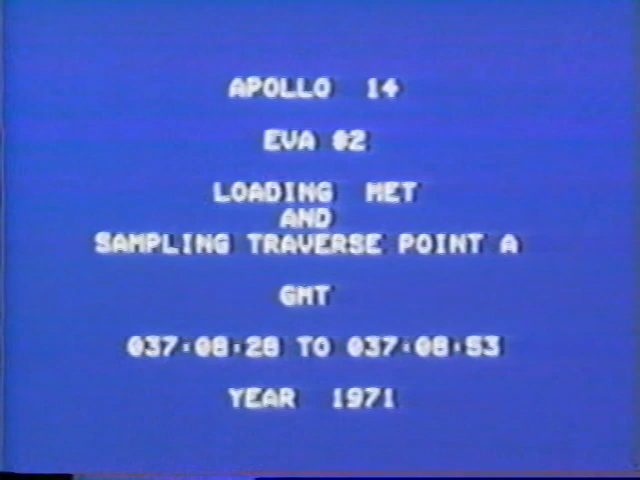 APOLLO 14
EVA #2
LOADING MET
AND
SAMPLING TRAVERSE POINT A
GMT
037:08:28 TO 037:08:53
YEAR 1971